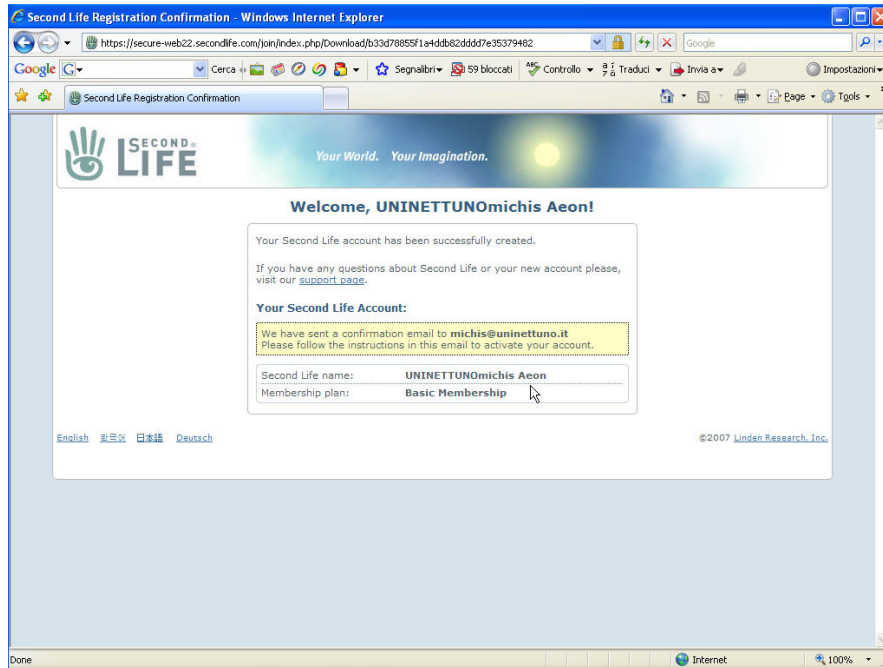 Second Life Registration Confirmation - Windows Internet Explorer
https://secure-web22.secondlife.com/join/index.php/Download/b33d78855f1a4ddb82dddd7e35379482
Google
Google G Cerca Segnalibri 59 bloccati Controllo Traduci Invia a Impostazioni
Second Life Registration Confirmation Page Tools
SECOND LIFE
Your World. Your Imagination.
Welcome, UNINETTUNOmichis Aeon!
Your Second Life account has been successfully created.
If you have any questions about Second Life or your new account please,
visit our support page.
Your Second Life Account:
We have sent a confirmation email to michis@uninettuno.it
Please follow the instructions in this email to activate your account.
Second Life name: UNINETTUNOmichis Aeon
Membership plan: Basic Membership
English 한국어 日本語 Deutsch ©2007 Linden Research, Inc.
Done Internet 100%